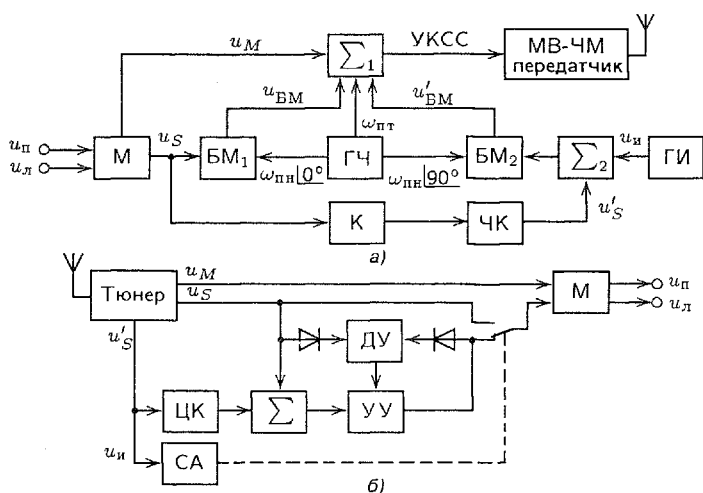 u_M
УКСС
Σ₁
МВ-ЧМ
передатчик
u_БМ
u′_БМ
ω_пт
u_п
u_л
М
u_S
БМ₁
ГЧ
БМ₂
Σ₂
u_и
ГИ
ω_пн |0°
ω_пн |90°
К
ЧК
u′_S
а)
Тюнер
u_M
u_S
М
u_п
u_л
u′_S
ДУ
ЦК
Σ
УУ
u_и
СА
б)